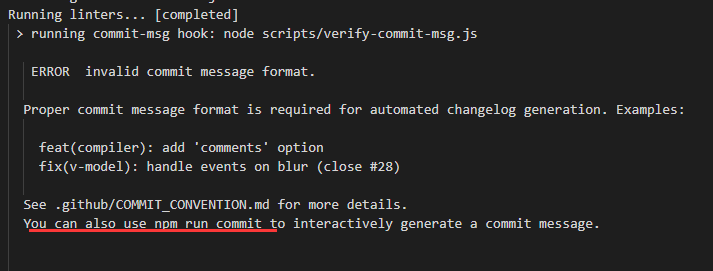 Running linters... [completed]
> running commit-msg hook: node scripts/verify-commit-msg.js
ERROR  invalid commit message format.
Proper commit message format is required for automated changelog generation. Examples:
feat(compiler): add 'comments' option
fix(v-model): handle events on blur (close #28)
See .github/COMMIT_CONVENTION.md for more details.
You can also use npm run commit to interactively generate a commit message.